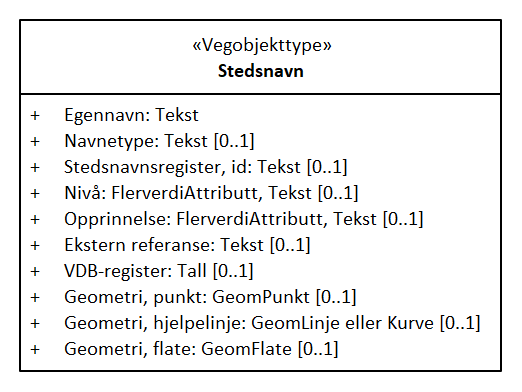 «Vegobjekttype»
Stedsnavn
+ Egennavn: Tekst
+ Navnetype: Tekst [0..1]
+ Stedsnavnsregister, id: Tekst [0..1]
+ Nivå: FlerverdiAttributt, Tekst [0..1]
+ Opprinnelse: FlerverdiAttributt, Tekst [0..1]
+ Ekstern referanse: Tekst [0..1]
+ VDB-register: Tall [0..1]
+ Geometri, punkt: GeomPunkt [0..1]
+ Geometri, hjelpelinje: GeomLinje eller Kurve [0..1]
+ Geometri, flate: GeomFlate [0..1]